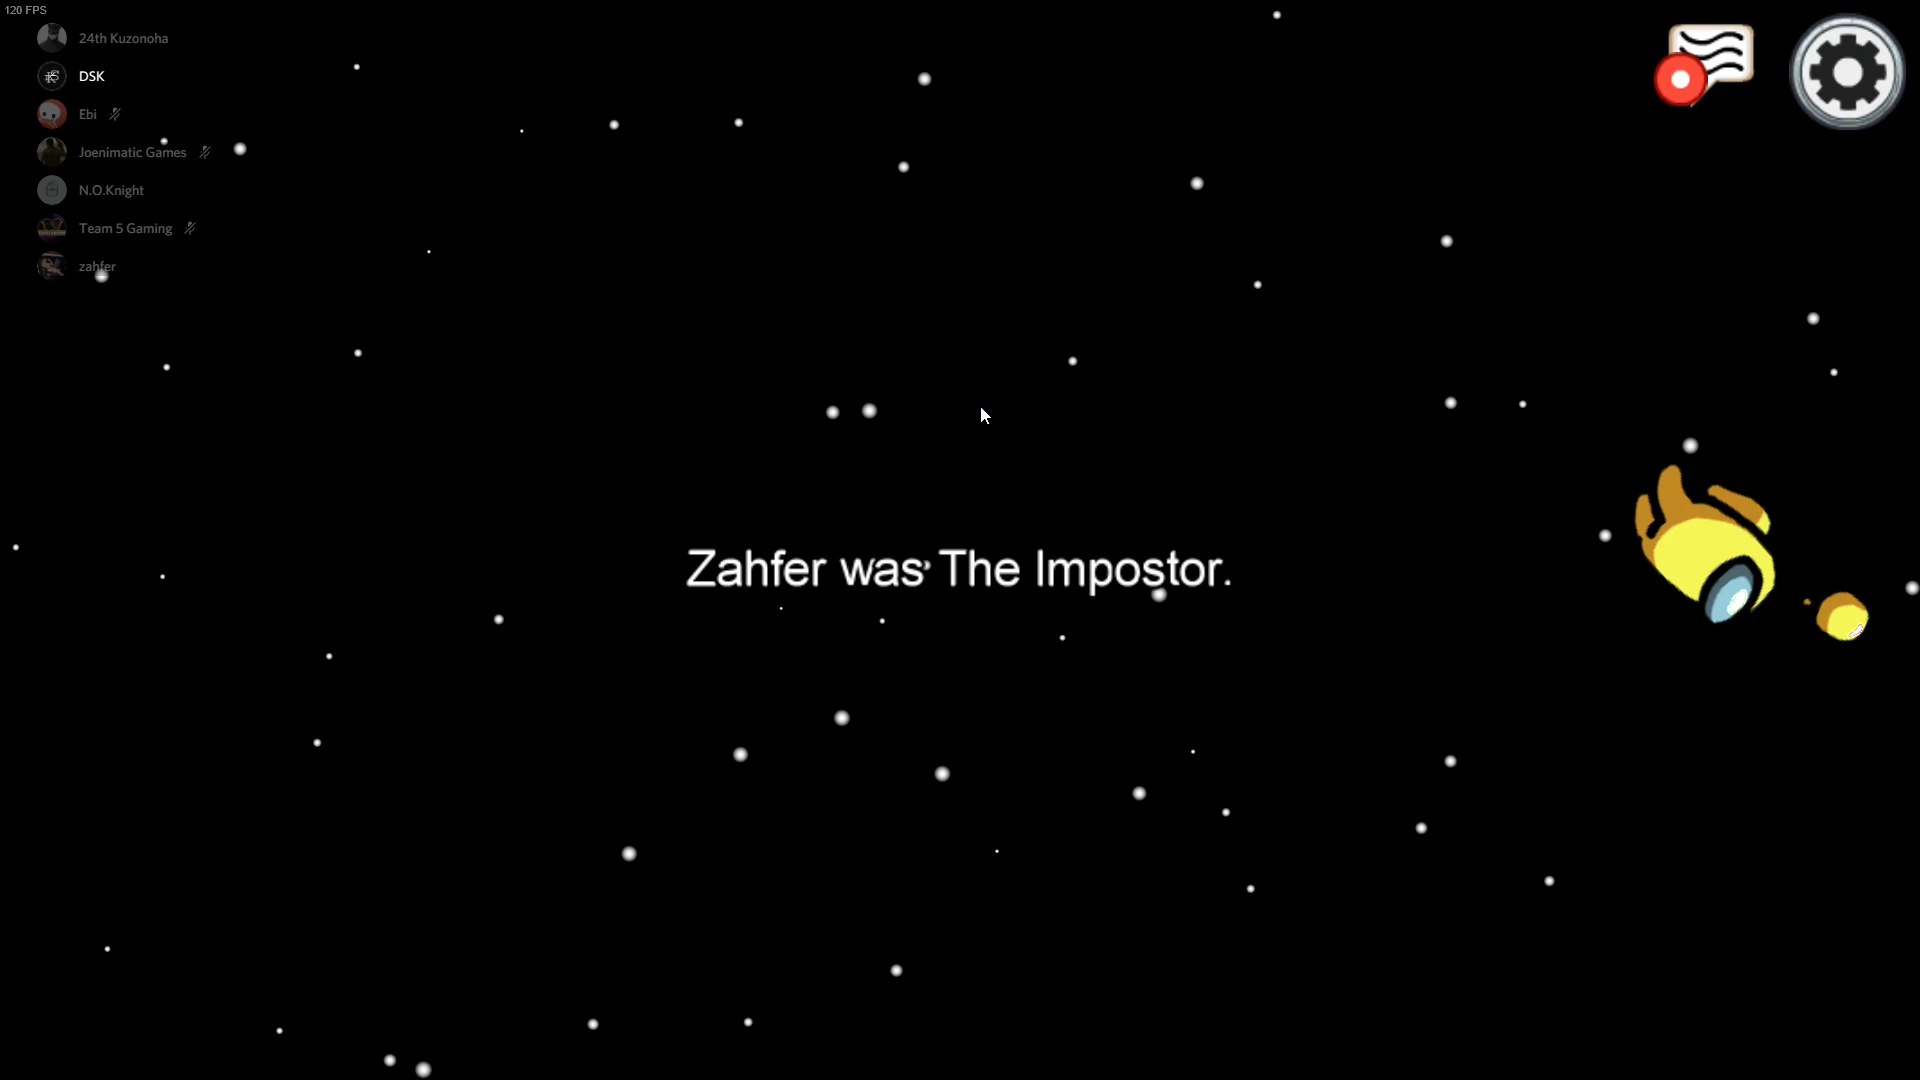 120 FPS
24th Kuzonoha
DSK
Ebi
Joenimatic Games
N.O.Knight
Team 5 Gaming
zahfer
Zahfer was The Impostor.